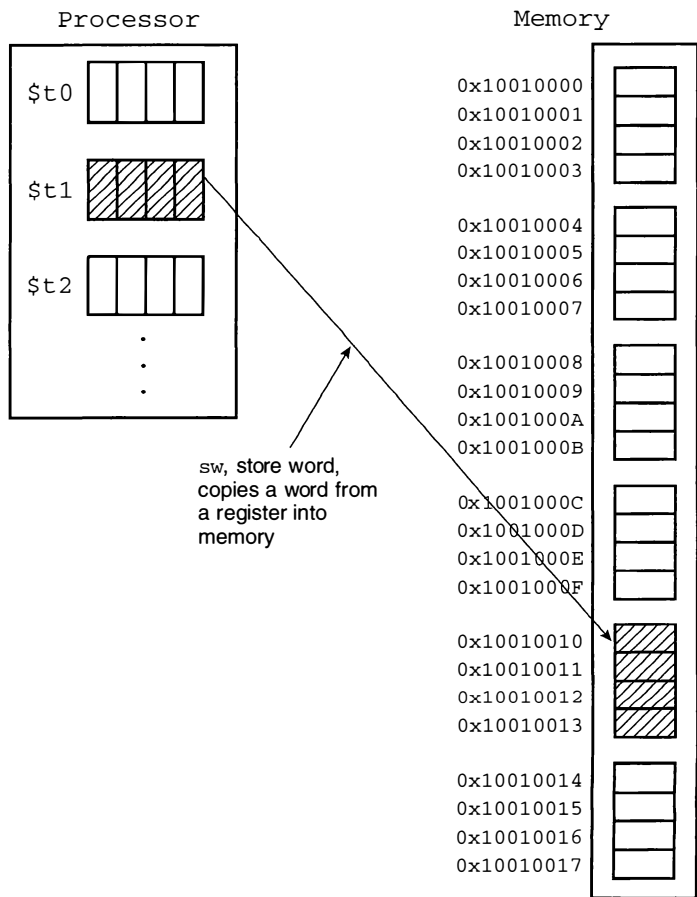 Processor
$t0
$t1
$t2
sw, store word,
copies a word from
a register into
memory
Memory
0x10010000
0x10010001
0x10010002
0x10010003
0x10010004
0x10010005
0x10010006
0x10010007
0x10010008
0x10010009
0x1001000A
0x1001000B
0x1001000C
0x1001000D
0x1001000E
0x1001000F
0x10010010
0x10010011
0x10010012
0x10010013
0x10010014
0x10010015
0x10010016
0x10010017